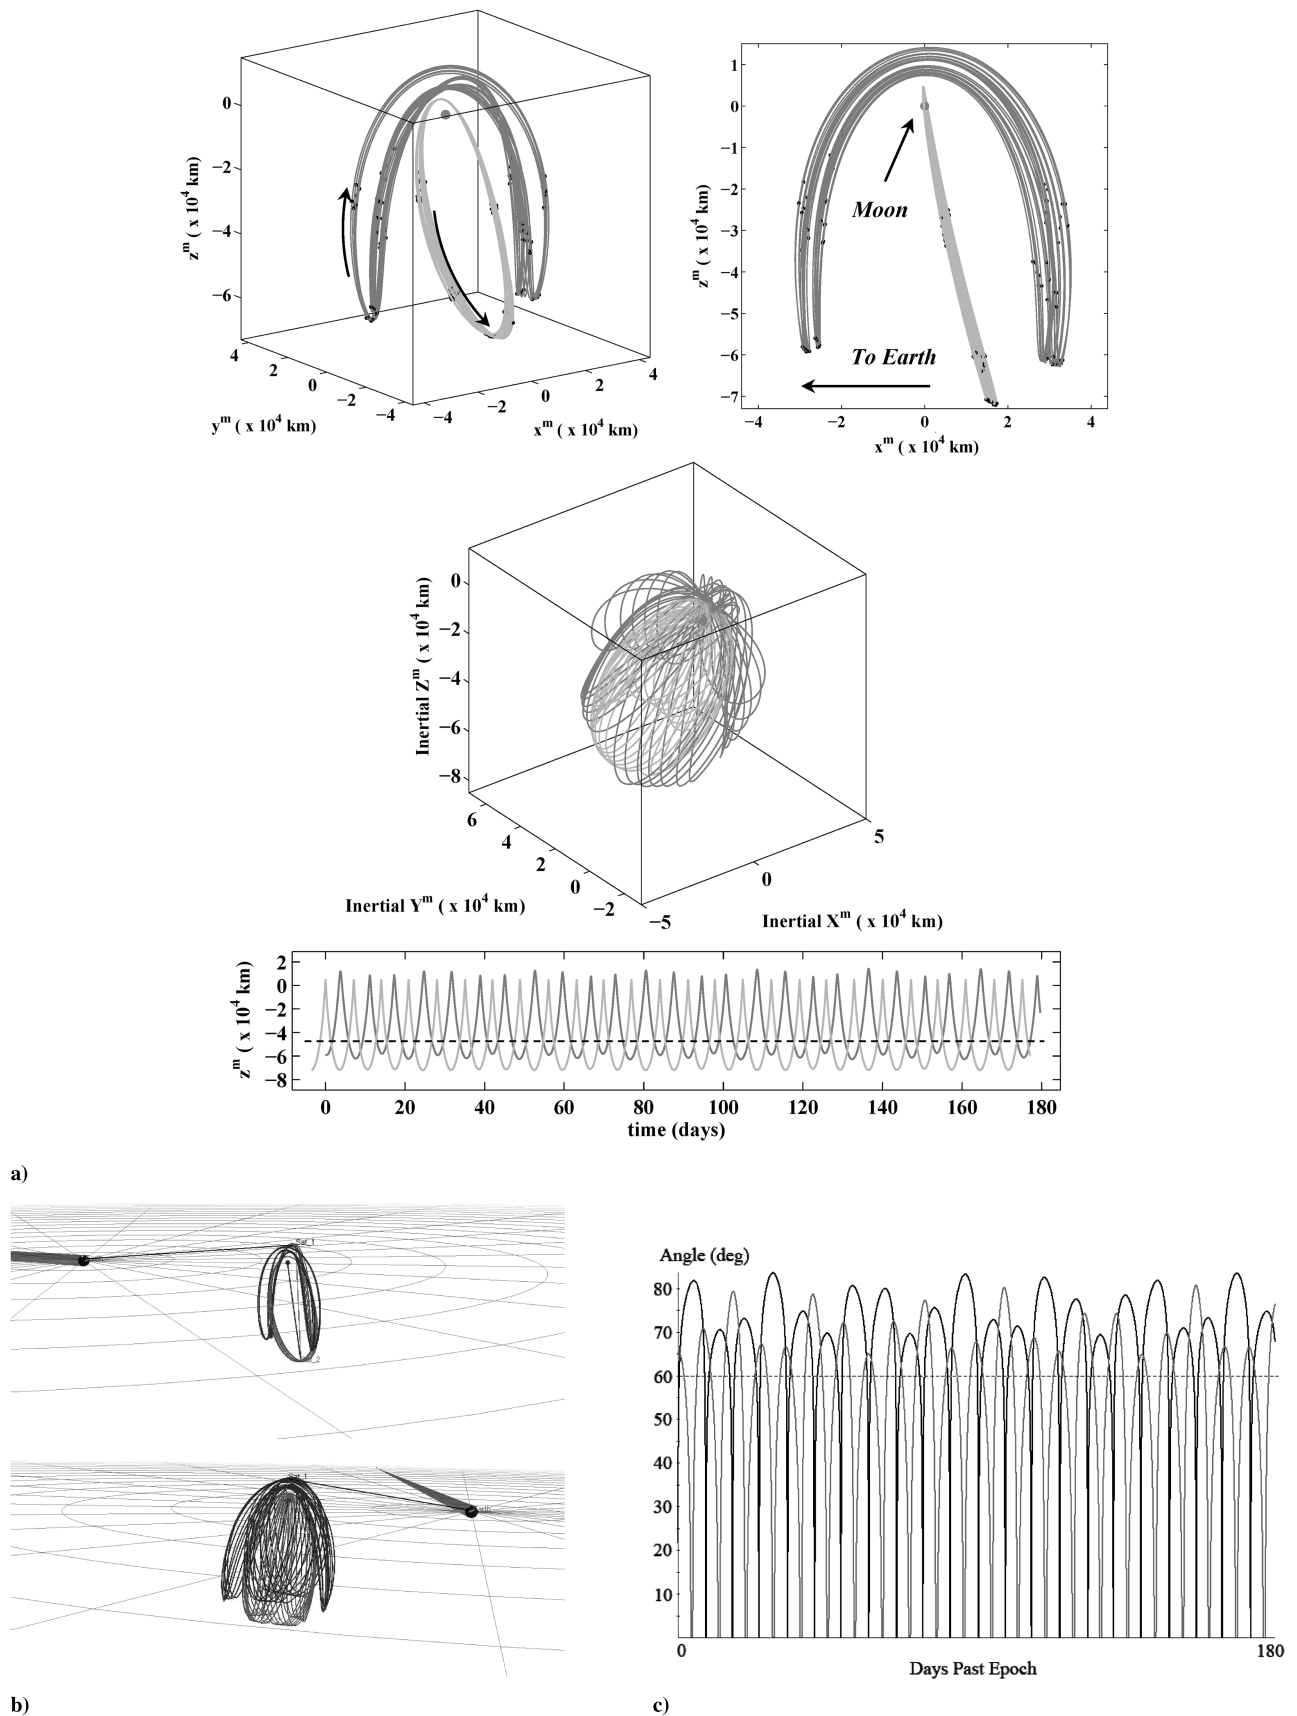 0
−2
−4
−6
z^m ( x 10^4 km)
4
2
0
−2
−4
y^m ( x 10^4 km)
−4
−2
0
2
4
x^m ( x 10^4 km)
1
0
−1
−2
−3
−4
−5
−6
−7
z^m ( x 10^4 km)
Moon
To Earth
−4
−2
0
2
4
x^m ( x 10^4 km)
0
−2
−4
−6
−8
Inertial Z^m ( x 10^4 km)
6
4
2
0
−2
Inertial Y^m ( x 10^4 km)
−5
0
5
Inertial X^m ( x 10^4 km)
2
0
−2
−4
−6
−8
z^m ( x 10^4 km)
0 20 40 60 80 100 120 140 160 180
time (days)
a)
Sat_1
Sat_1
b)
Angle (deg)
80
70
60
50
40
30
20
10
0 180
Days Past Epoch
c)